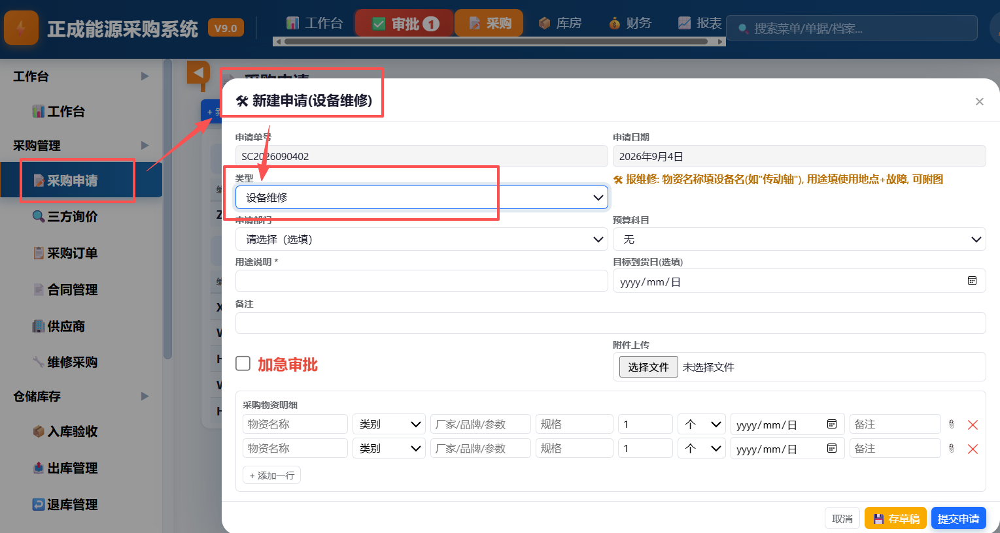 正成能源采购系统 V9.0
工作台 审批 1 采购 库房 财务 报表
搜索菜单/单据/档案...
工作台
工作台
采购管理
采购申请
三方询价
采购订单
合同管理
供应商
维修采购
仓储库存
入库验收
出库管理
退库管理
采购申请
新建申请(设备维修)
申请单号 申请日期
SC2026090402 2026年9月4日
类型
设备维修
报维修: 物资名称填设备名(如"传动轴"), 用途填使用地点+故障, 可附图
申请部门 预算科目
请选择（选填） 无
用途说明 * 目标到货日(选填)
yyyy/mm/日
备注
加急审批
附件上传
选择文件 未选择文件
采购物资明细
物资名称 类别 厂家/品牌/参数 规格 1 个 yyyy/mm/日 备注
物资名称 类别 厂家/品牌/参数 规格 1 个 yyyy/mm/日 备注
+ 添加一行
取消 存草稿 提交申请